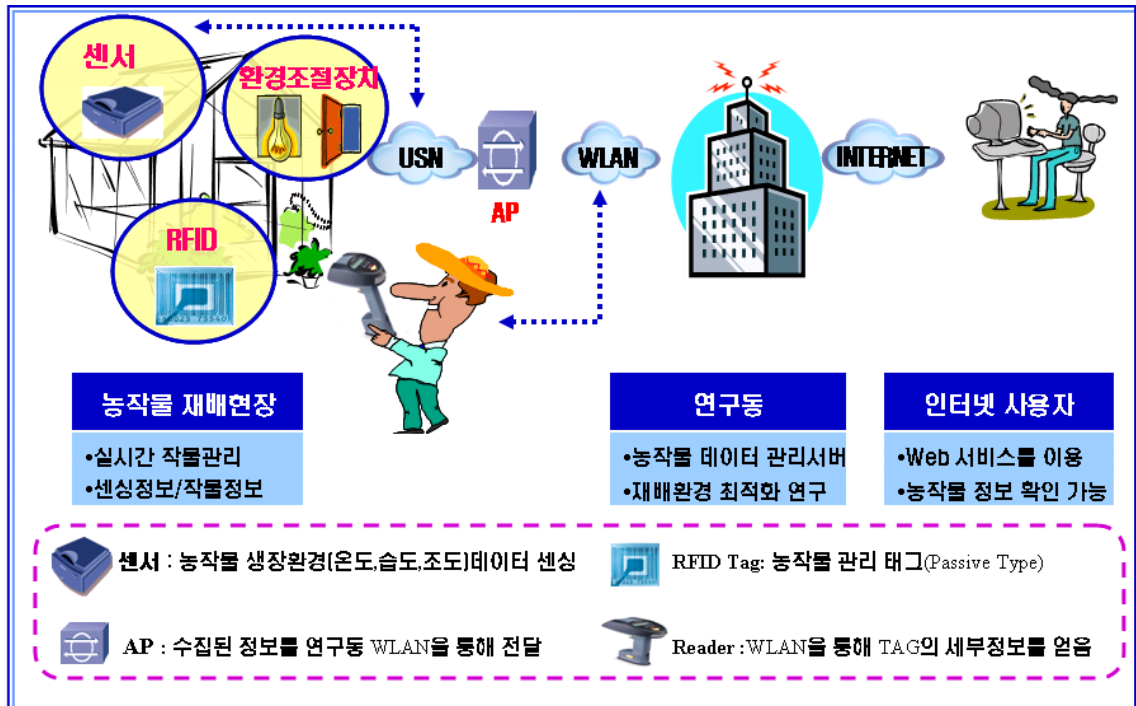 센서
환경조절장치
USN
AP
WLAN
INTERNET
RFID
농작물 재배현장
•실시간 작물관리
•센싱정보/작물정보
연구동
•농작물 데이터 관리서버
•재배환경 최적화 연구
인터넷 사용자
•Web 서비스를 이용
•농작물 정보 확인 가능
센서 : 농작물 생장환경(온도,습도,조도)데이터 센싱
RFID Tag: 농작물 관리 태그(Passive Type)
AP : 수집된 정보를 연구동 WLAN을 통해 전달
Reader :WLAN을 통해 TAG의 세부정보를 얻음